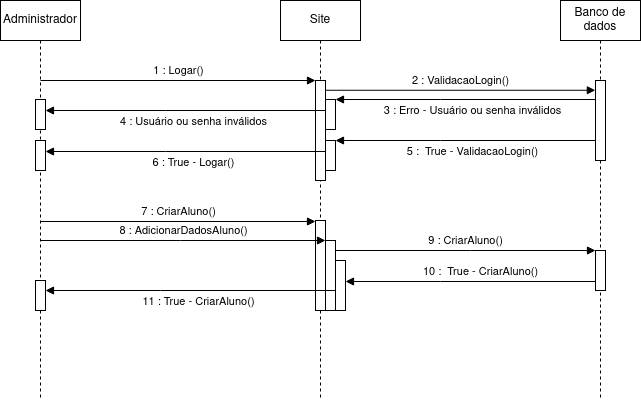 Administrador
Site
Banco de
dados
1 : Logar()
2 : ValidacaoLogin()
3 : Erro - Usuário ou senha inválidos
4 : Usuário ou senha inválidos
5 :  True - ValidacaoLogin()
6 : True - Logar()
7 : CriarAluno()
8 : AdicionarDadosAluno()
9 : CriarAluno()
10 :  True - CriarAluno()
11 : True - CriarAluno()